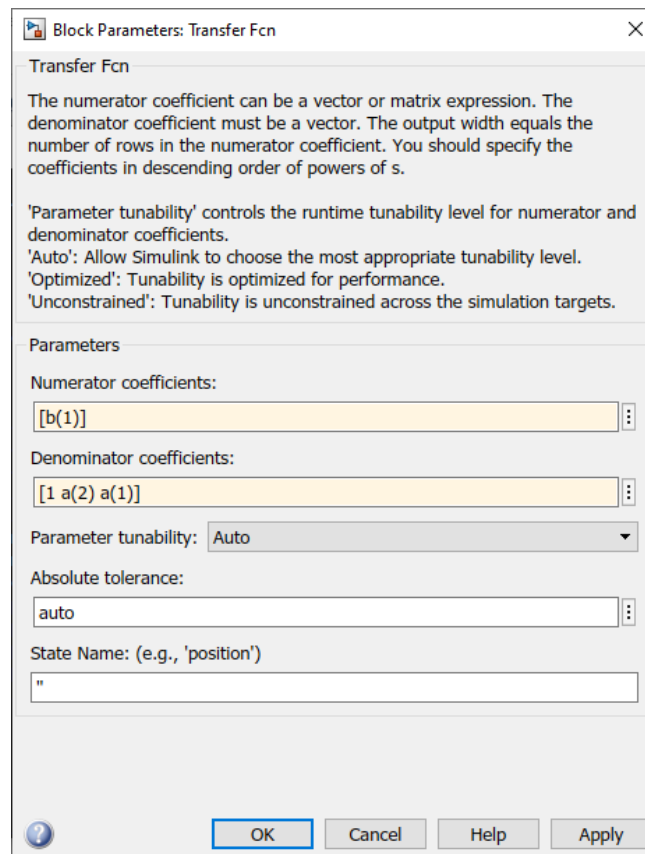 Block Parameters: Transfer Fcn
Transfer Fcn
The numerator coefficient can be a vector or matrix expression. The
denominator coefficient must be a vector. The output width equals the
number of rows in the numerator coefficient. You should specify the
coefficients in descending order of powers of s.
'Parameter tunability' controls the runtime tunability level for numerator and
denominator coefficients.
'Auto': Allow Simulink to choose the most appropriate tunability level.
'Optimized': Tunability is optimized for performance.
'Unconstrained': Tunability is unconstrained across the simulation targets.
Parameters
Numerator coefficients:
[b(1)]
Denominator coefficients:
[1 a(2) a(1)]
Parameter tunability: Auto
Absolute tolerance:
auto
State Name: (e.g., 'position')
''
OK Cancel Help Apply